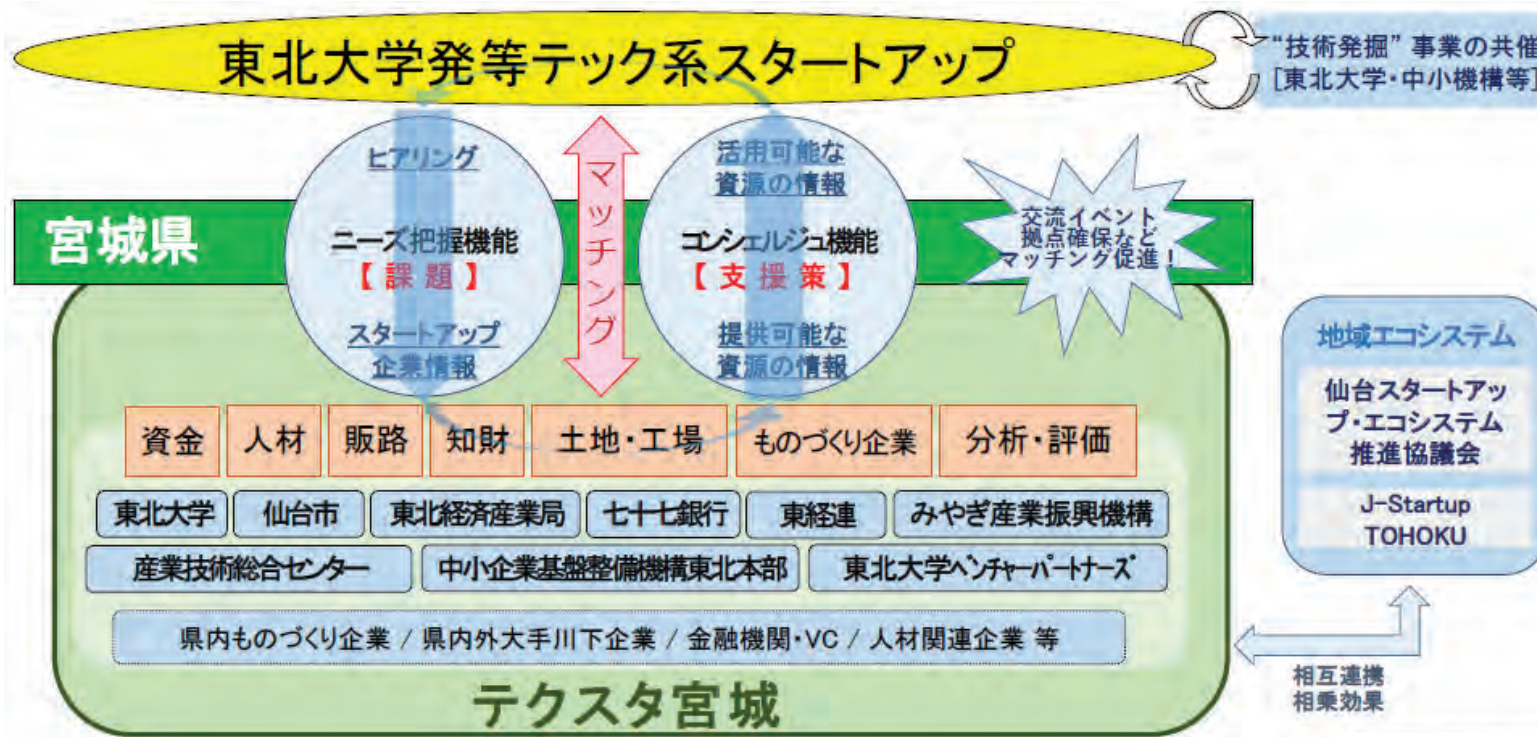 東北大学発等テック系スタートアップ
“技術発掘” 事業の共催
[東北大学・中小機構等]
宮城県
ヒアリング
ニーズ把握機能
【 課 題 】
スタートアップ
企業情報
マッチング
活用可能な
資源の情報
コンシェルジュ機能
【 支 援 策 】
提供可能な
資源の情報
交流イベント
拠点確保など
マッチング促進！
資金
人材
販路
知財
土地・工場
ものづくり企業
分析・評価
東北大学
仙台市
東北経済産業局
七十七銀行
東経連
みやぎ産業振興機構
産業技術総合センター
中小企業基盤整備機構東北本部
東北大学ベンチャーパートナーズ
県内ものづくり企業 / 県内外大手川下企業 / 金融機関・VC / 人材関連企業 等
テクスタ宮城
地域エコシステム
仙台スタートアッ
プ・エコシステム
推進協議会
J-Startup
TOHOKU
相互連携
相乗効果